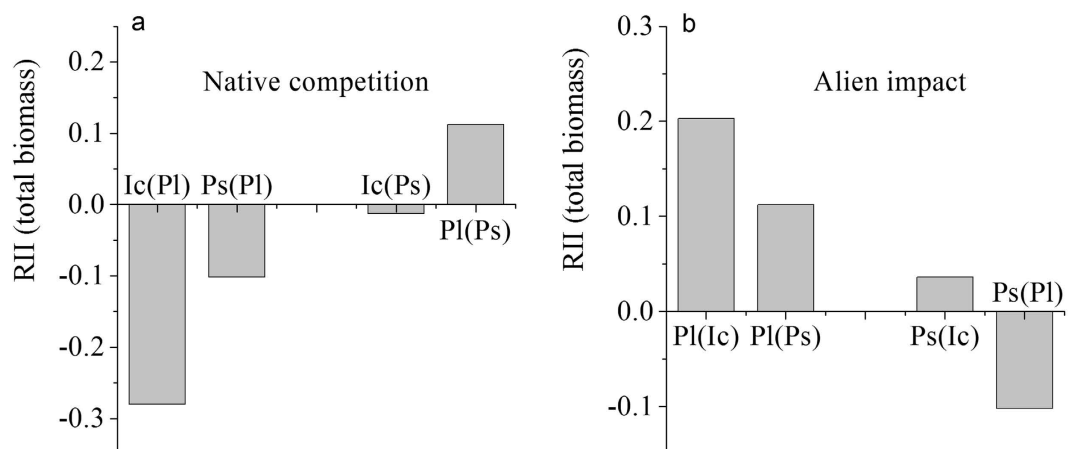 a
RII (total biomass)
Native competition
0.2
0.1
0.0
-0.1
-0.2
-0.3
Ic(Pl)
Ps(Pl)
Ic(Ps)
Pl(Ps)
b
RII (total biomass)
Alien impact
0.3
0.2
0.1
0.0
-0.1
Pl(Ic)
Pl(Ps)
Ps(Ic)
Ps(Pl)